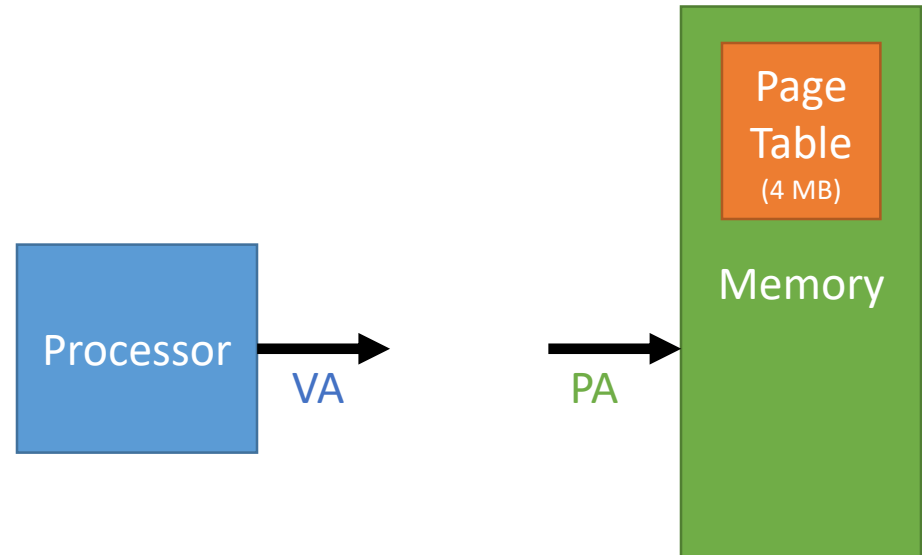 Page
Table
(4 MB)
Memory
Processor
VA
PA